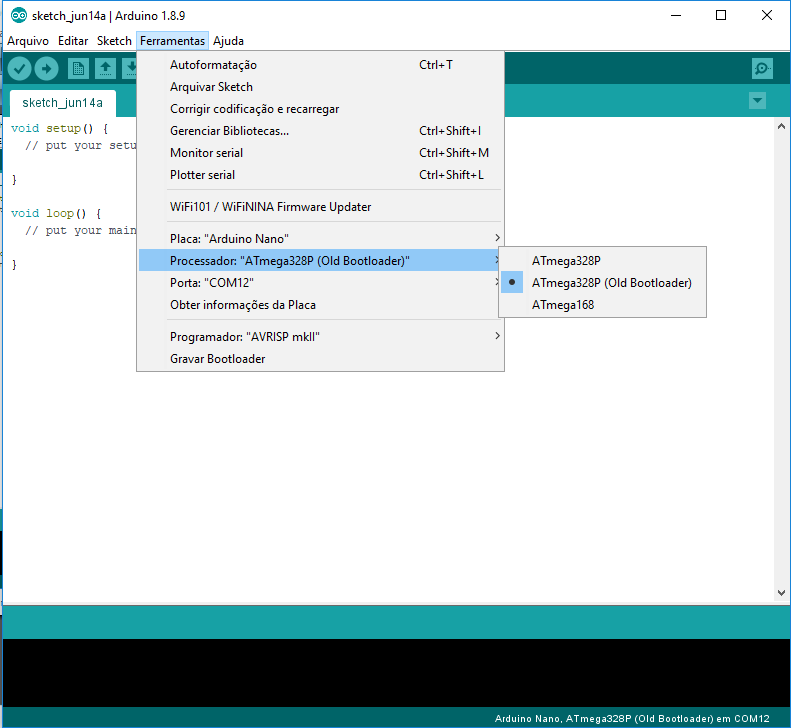 sketch_jun14a | Arduino 1.8.9
Arquivo Editar Sketch Ferramentas Ajuda
sketch_jun14a
void setup() {
// put your setu
}
void loop() {
// put your main
}
Autoformatação Ctrl+T
Arquivar Sketch
Corrigir codificação e recarregar
Gerenciar Bibliotecas... Ctrl+Shift+I
Monitor serial Ctrl+Shift+M
Plotter serial Ctrl+Shift+L
WiFi101 / WiFiNINA Firmware Updater
Placa: "Arduino Nano"
Processador: "ATmega328P (Old Bootloader)"
Porta: "COM12"
Obter informações da Placa
Programador: "AVRISP mkII"
Gravar Bootloader
ATmega328P
ATmega328P (Old Bootloader)
ATmega168
Arduino Nano, ATmega328P (Old Bootloader) em COM12